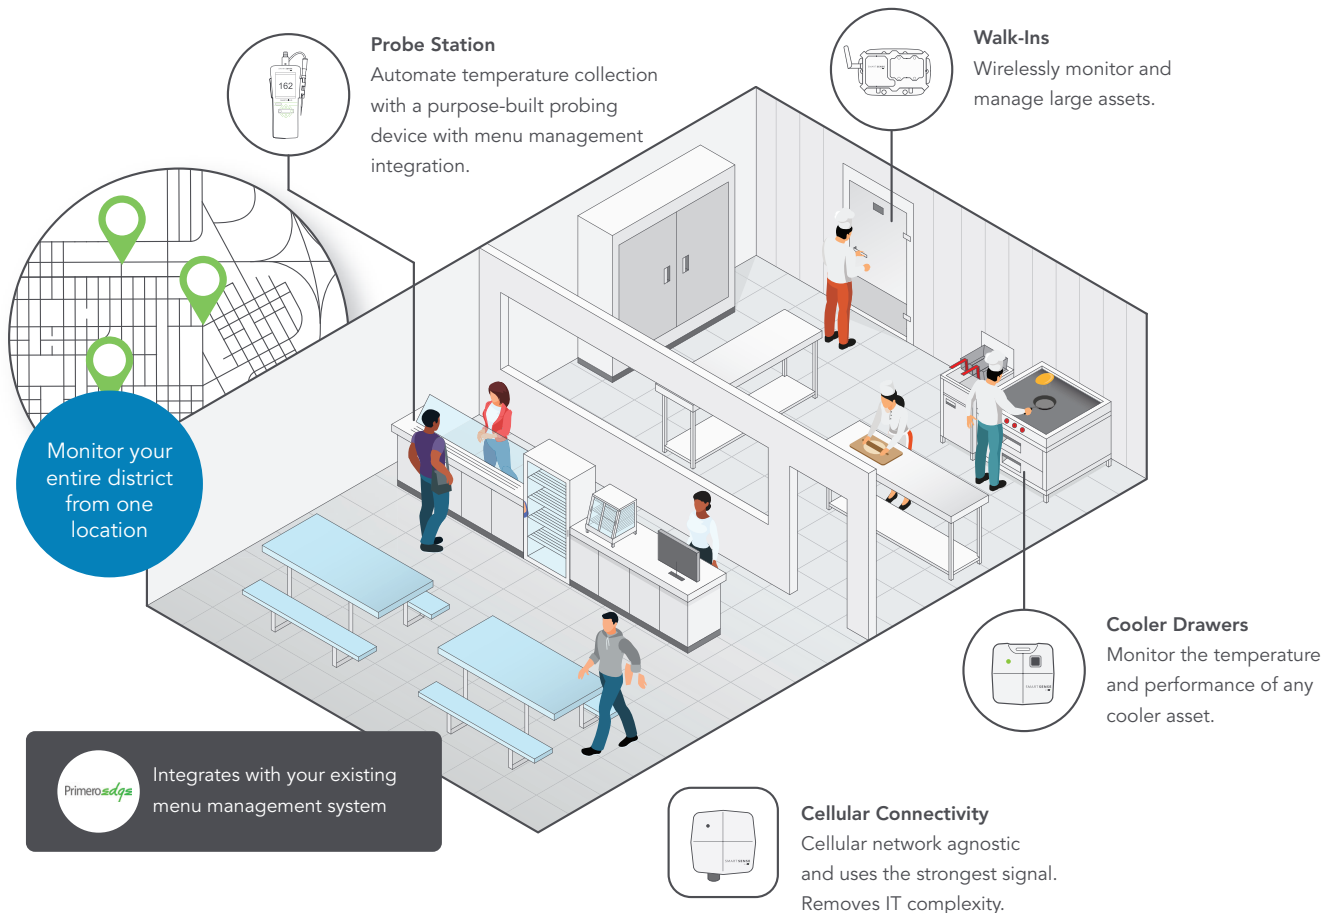 Probe Station
Automate temperature collection
with a purpose-built probing
device with menu management
integration.
162
Walk-Ins
Wirelessly monitor and
manage large assets.
Monitor your
entire district
from one
location
Cooler Drawers
Monitor the temperature
and performance of any
cooler asset.
SMARTSENSE
Primeroedge
Integrates with your existing
menu management system
Cellular Connectivity
Cellular network agnostic
and uses the strongest signal.
Removes IT complexity.
SMARTSENSE